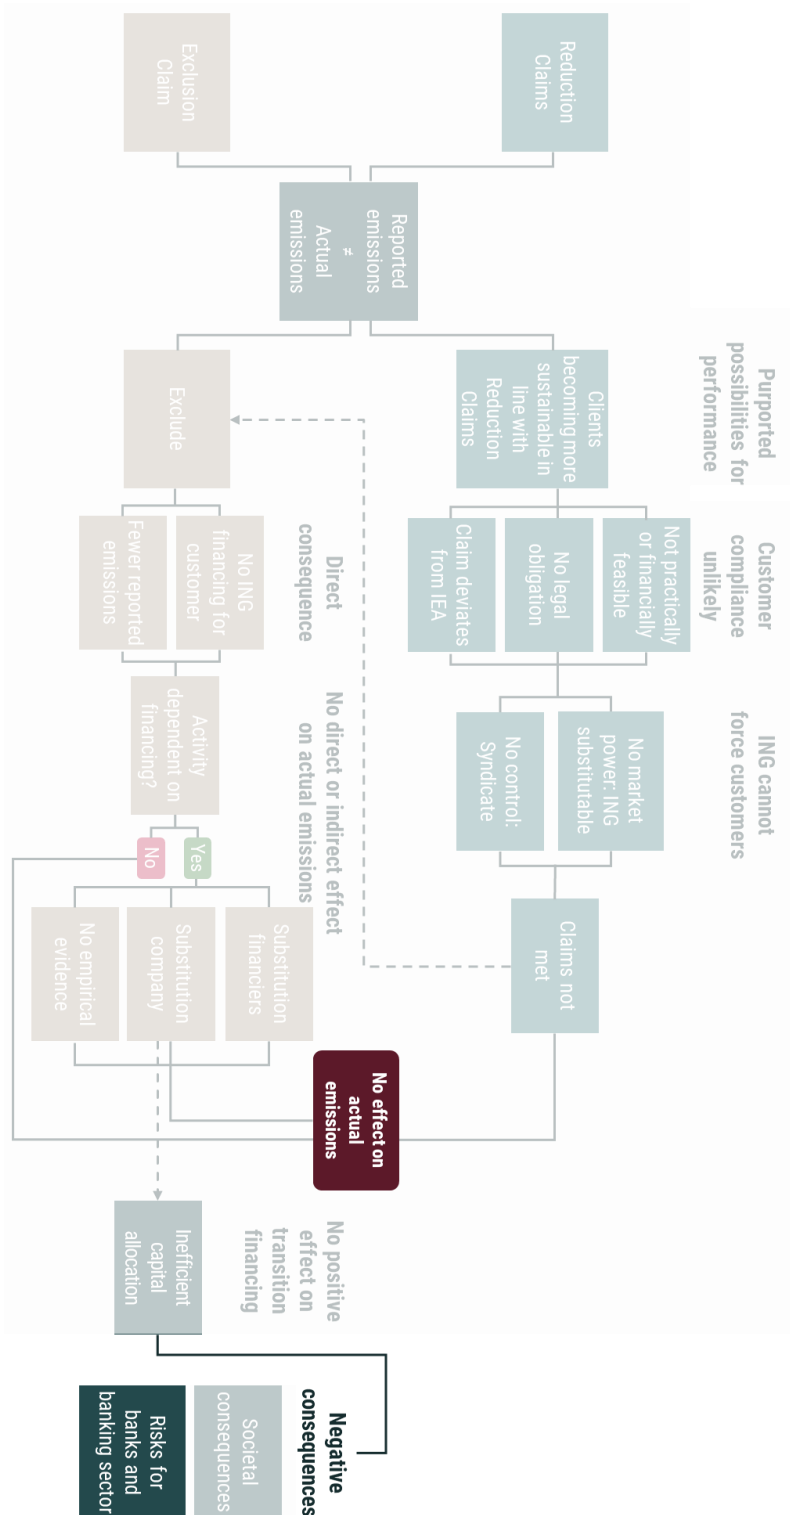 Purported
possibilities for
performance
Customer
compliance
unlikely
ING cannot
force customers
Reduction
Claims
Clients
becoming more
sustainable in
line with
Reduction
Claims
Not practically
or financially
feasible
No legal
obligation
Claim deviates
from IEA
No market
power: ING
substitutable
No control:
Syndicate
Claims not
met
Reported
emissions
≠
Actual
emissions
Direct
consequence
No direct or indirect effect
on actual emissions
No effect on
actual
emissions
No positive
effect on
transition
financing
Negative
consequences
Exclusion
Claim
Exclude
No ING
financing for
customer
Fewer reported
emissions
Activity
dependent on
financing?
Yes
No
Substitution
financiers
Substitution
company
No empirical
evidence
Inefficient
capital
allocation
Societal
consequences
Risks for
banks and
banking sector